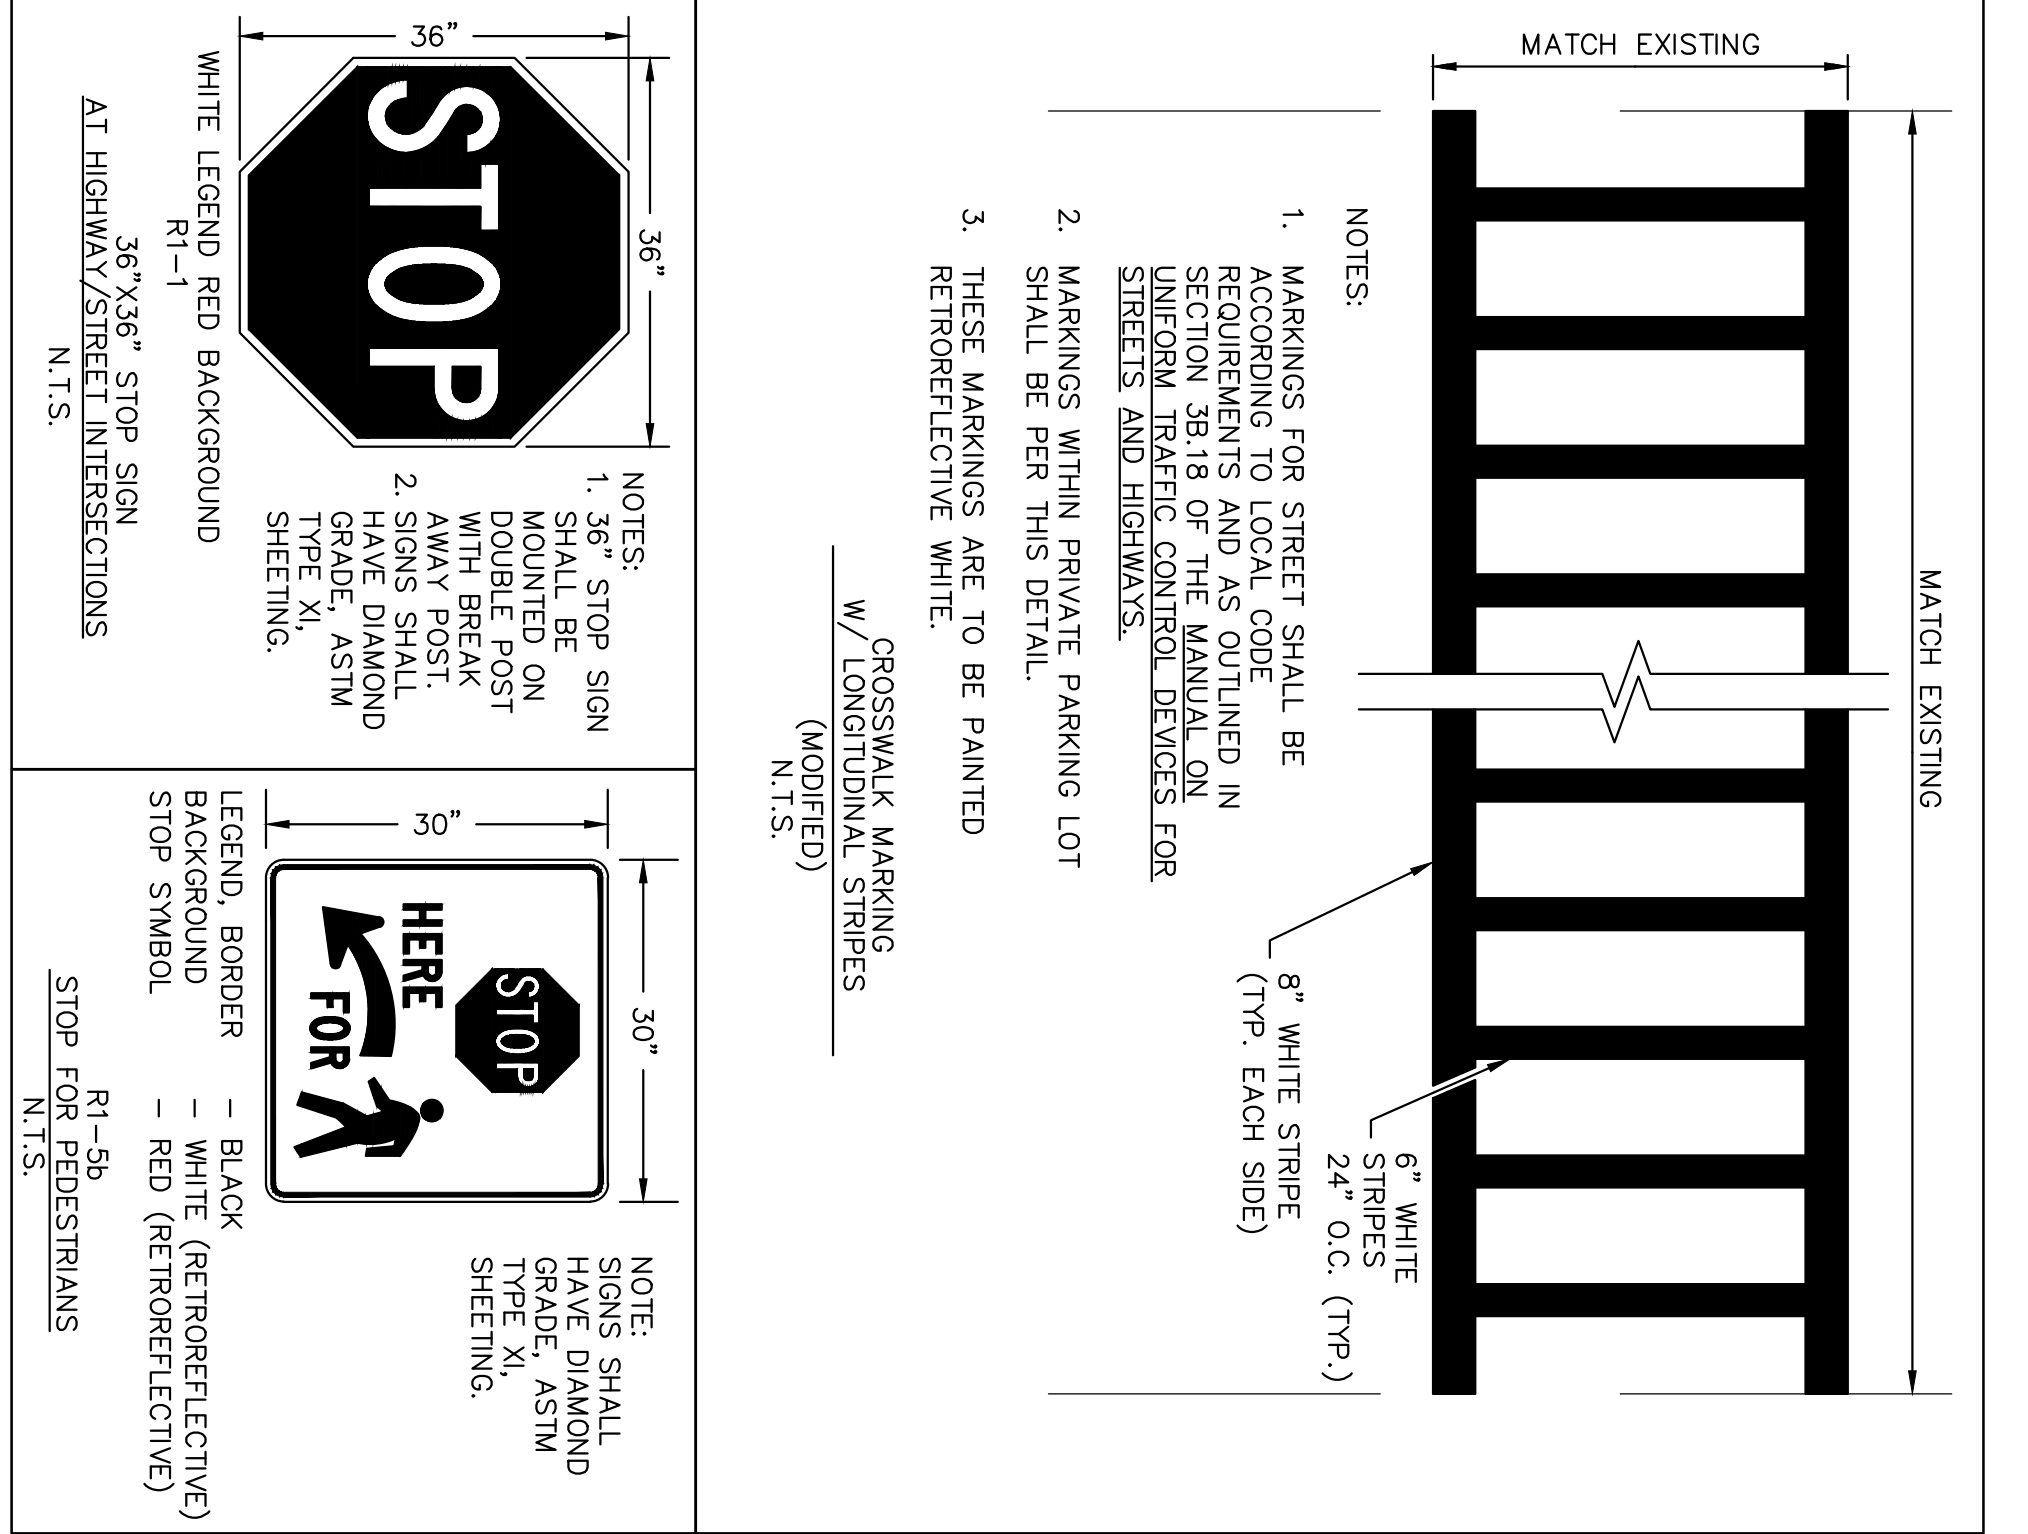 MATCH EXISTING
MATCH EXISTING
8" WHITE STRIPE
(TYP. EACH SIDE)
6" WHITE
STRIPES
24" O.C. (TYP.)
NOTES:
1. MARKINGS FOR STREET SHALL BE
ACCORDING TO LOCAL CODE
REQUIREMENTS AND AS OUTLINED IN
SECTION 3B.18 OF THE MANUAL ON
UNIFORM TRAFFIC CONTROL DEVICES FOR
STREETS AND HIGHWAYS.
2. MARKINGS WITHIN PRIVATE PARKING LOT
SHALL BE PER THIS DETAIL.
3. THESE MARKINGS ARE TO BE PAINTED
RETROREFLECTIVE WHITE.
CROSSWALK MARKING
W/ LONGITUDINAL STRIPES
(MODIFIED)
N.T.S.
36"
36"
STOP
NOTES:
1. 36" STOP SIGN
SHALL BE
MOUNTED ON
DOUBLE POST
WITH BREAK
AWAY POST.
2. SIGNS SHALL
HAVE DIAMOND
GRADE, ASTM
TYPE XI,
SHEETING.
WHITE LEGEND RED BACKGROUND
R1-1
36"X36" STOP SIGN
AT HIGHWAY/STREET INTERSECTIONS
N.T.S.
30"
30"
STOP
HERE
FOR
NOTE:
SIGNS SHALL
HAVE DIAMOND
GRADE, ASTM
TYPE XI,
SHEETING.
LEGEND, BORDER - BLACK
BACKGROUND - WHITE (RETROREFLECTIVE)
STOP SYMBOL - RED (RETROREFLECTIVE)
R1-5b
STOP FOR PEDESTRIANS
N.T.S.